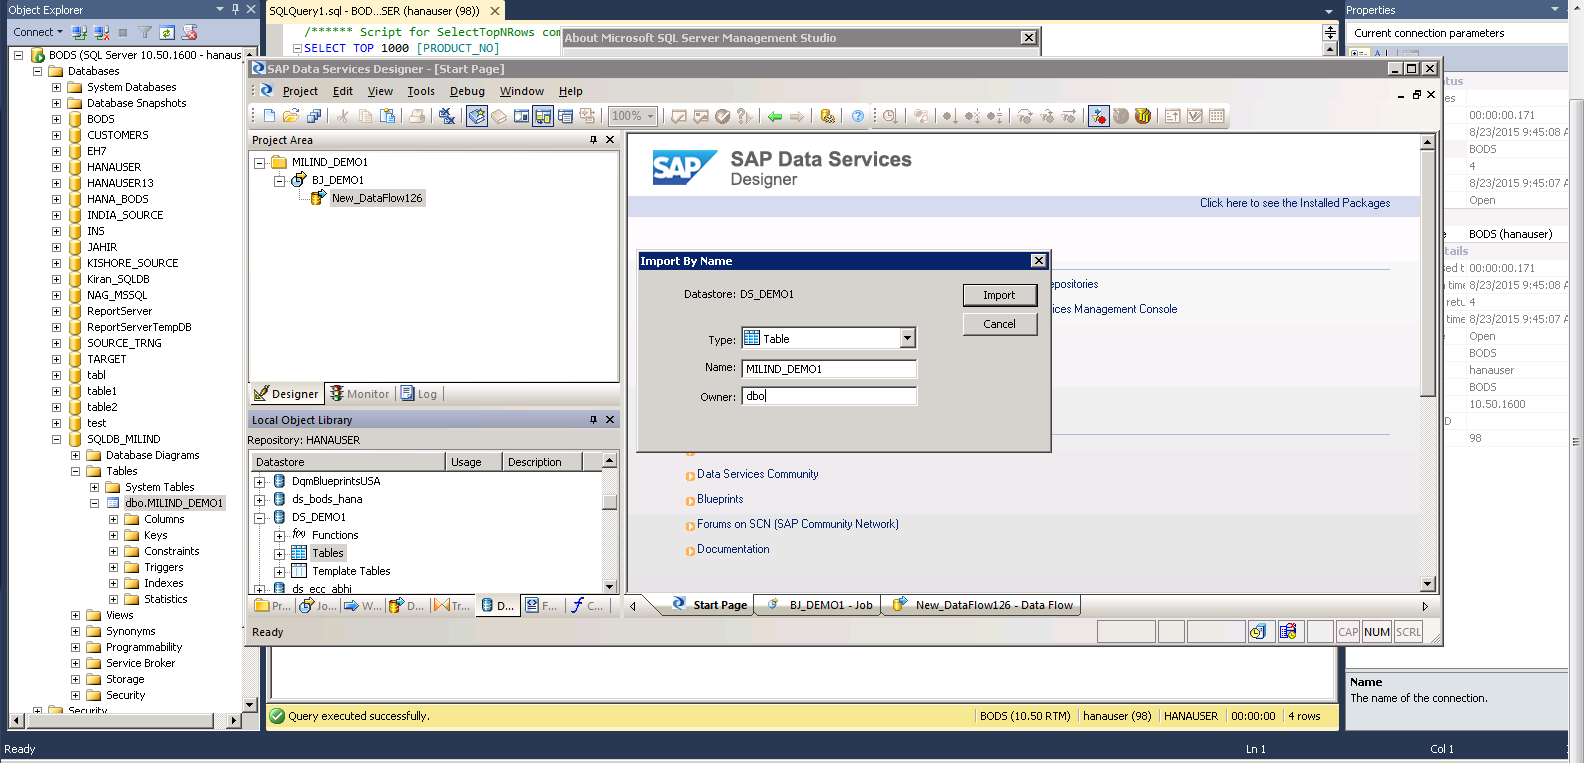 Object Explorer
Connect
BODS (SQL Server 10.50.1600 - hanaus
Databases
System Databases
Database Snapshots
BODS
CUSTOMERS
EH7
HANAUSER
HANAUSER13
HANA_BODS
INDIA_SOURCE
INS
JAHIR
KISHORE_SOURCE
Kiran_SQLDB
NAG_MSSQL
ReportServer
ReportServerTempDB
SOURCE_TRNG
TARGET
tabl
table1
table2
test
SQLDB_MILIND
Database Diagrams
Tables
System Tables
dbo.MILIND_DEMO1
Columns
Keys
Constraints
Triggers
Indexes
Statistics
Views
Synonyms
Programmability
Service Broker
Storage
Security
Security
SQLQuery1.sql - BOD...SER (hanauser (98))
/****** Script for SelectTopNRows com
SELECT TOP 1000 [PRODUCT_NO]
About Microsoft SQL Server Management Studio
SAP Data Services Designer - [Start Page]
Project Edit View Tools Debug Window Help
100%
Project Area
MILIND_DEMO1
BJ_DEMO1
New_DataFlow126
Designer Monitor Log
Local Object Library
Repository: HANAUSER
Datastore Usage Description
DqmBlueprintsUSA
ds_bods_hana
DS_DEMO1
Functions
Tables
Template Tables
ds_ecc_abhi
Pr... Jo... W... D... Tr... D... F... C...
Ready
SAP
SAP Data Services
Designer
Click here to see the Installed Packages
epositories
ices Management Console
Import By Name
Datastore: DS_DEMO1
Import
Cancel
Type: Table
Name: MILIND_DEMO1
Owner: dbo
Data Services Community
Blueprints
Forums on SCN (SAP Community Network)
Documentation
Start Page BJ_DEMO1 - Job New_DataFlow126 - Data Flow
CAP NUM SCRL
Properties
Current connection parameters
tus
es
00:00:00.171
8/23/2015 9:45:08 A
BODS
4
8/23/2015 9:45:07 A
Open
e BODS (hanauser)
tails
sed t 00:00:00.171
time 8/23/2015 9:45:08 A
retu 4
time 8/23/2015 9:45:07 A
Open
BODS
hanauser
BODS
10.50.1600
D
98
Name
The name of the connection.
Query executed successfully.
BODS (10.50 RTM) hanauser (98) HANAUSER 00:00:00 4 rows
Ready
Ln 1
Col 1